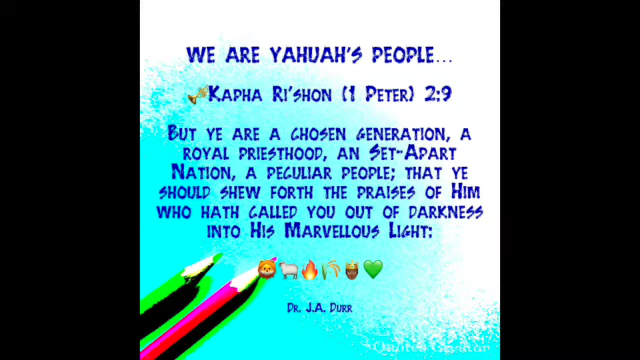 WE ARE YAHUAH'S PEOPLE...
🎺KAPHA RI'SHON (1 PETER) 2:9
BUT YE ARE A CHOSEN GENERATION, A
ROYAL PRIESTHOOD, AN SET-APART
NATION, A PECULIAR PEOPLE; THAT YE
SHOULD SHEW FORTH THE PRAISES OF HIM
WHO HATH CALLED YOU OUT OF DARKNESS
INTO HIS MARVELLOUS LIGHT:
DR. J.A. DURR